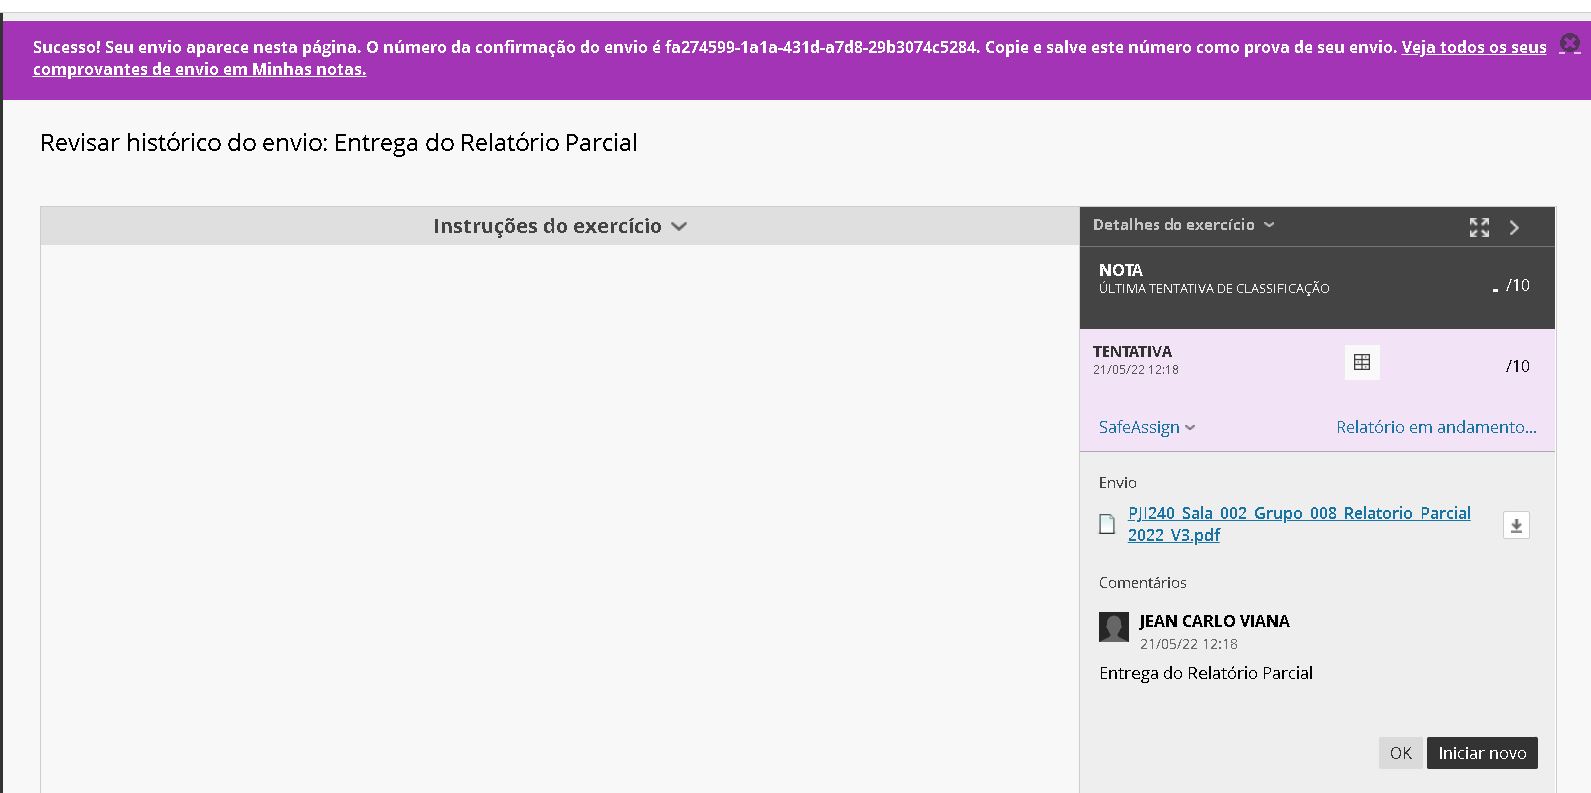 Sucesso! Seu envio aparece nesta página. O número da confirmação do envio é fa274599-1a1a-431d-a7d8-29b3074c5284. Copie e salve este número como prova de seu envio. Veja todos os seus
comprovantes de envio em Minhas notas.
Revisar histórico do envio: Entrega do Relatório Parcial
Instruções do exercício
Detalhes do exercício
NOTA
ÚLTIMA TENTATIVA DE CLASSIFICAÇÃO
- /10
TENTATIVA
21/05/22 12:18
/10
SafeAssign
Relatório em andamento...
Envio
PJI240_Sala_002_Grupo_008_Relatorio_Parcial
2022_V3.pdf
Comentários
JEAN CARLO VIANA
21/05/22 12:18
Entrega do Relatório Parcial
OK
Iniciar novo